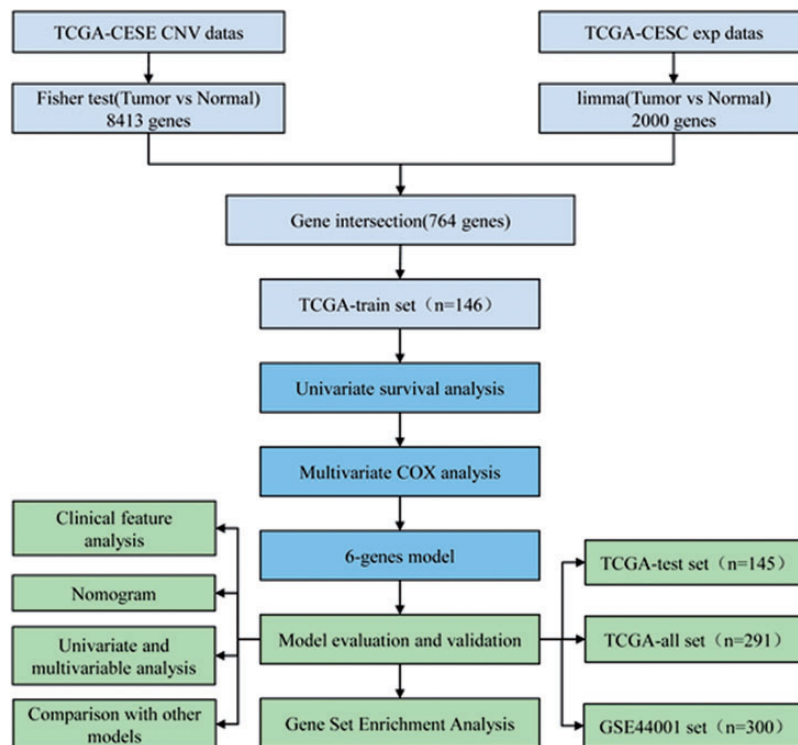 TCGA-CESE CNV datas
TCGA-CESC exp datas
Fisher test(Tumor vs Normal)
8413 genes
limma(Tumor vs Normal)
2000 genes
Gene intersection(764 genes)
TCGA-train set（n=146）
Univariate survival analysis
Multivariate COX analysis
6-genes model
Model evaluation and validation
Gene Set Enrichment Analysis
Clinical feature
analysis
Nomogram
Univariate and
multivariable analysis
Comparison with other
models
TCGA-test set（n=145）
TCGA-all set（n=291）
GSE44001 set（n=300）